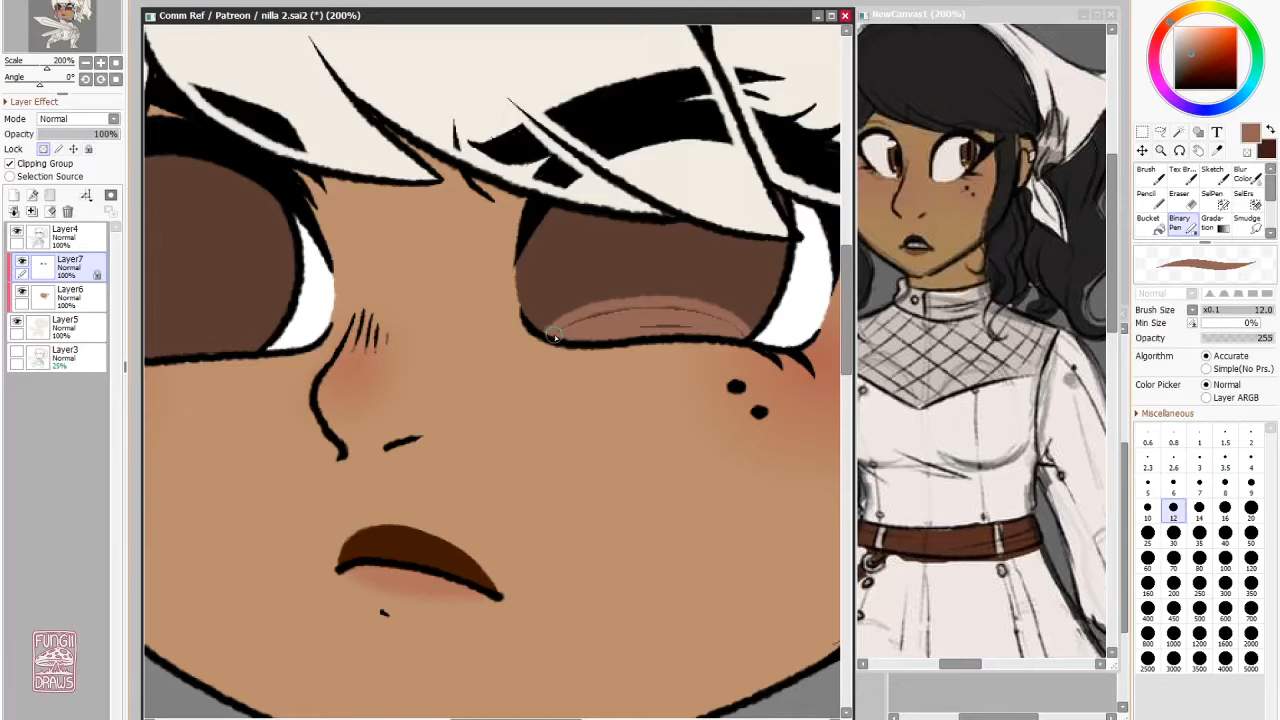 Comm Ref / Patreon / nilla 2.sai2 (*) (200%)
NewCanvas1 (200%)
Scale 200%
Angle 0°
Layer Effect
Mode Normal
Opacity 100%
Lock
Clipping Group
Selection Source
Layer4
Normal
100%
Layer7
Normal
100%
Layer6
Normal
100%
Layer5
Normal
100%
Layer3
25%
FUNGII
DRAWS
T
Brush Tex Br... Sketch Blur Color...
Pencil Eraser SelPen SelErs
Bucket Binary Pen Grada-tion Smudge
Normal
Brush Size x0.1 12.0
Min Size 0%
Opacity 255
Algorithm Accurate
Simple(No Prs.)
Color Picker Normal
Layer ARGB
Miscellaneous
0.6 0.8 1 1.5 2
2.3 2.6 3 3.5 4
5 6 7 8 9
10 12 14 16 20
25 30 35 40 50
60 70 80 100 120
160 200 250 300 350
400 450 500 600 700
800 1000 1200 1600 2000
2500 3000 3500 4000 5000